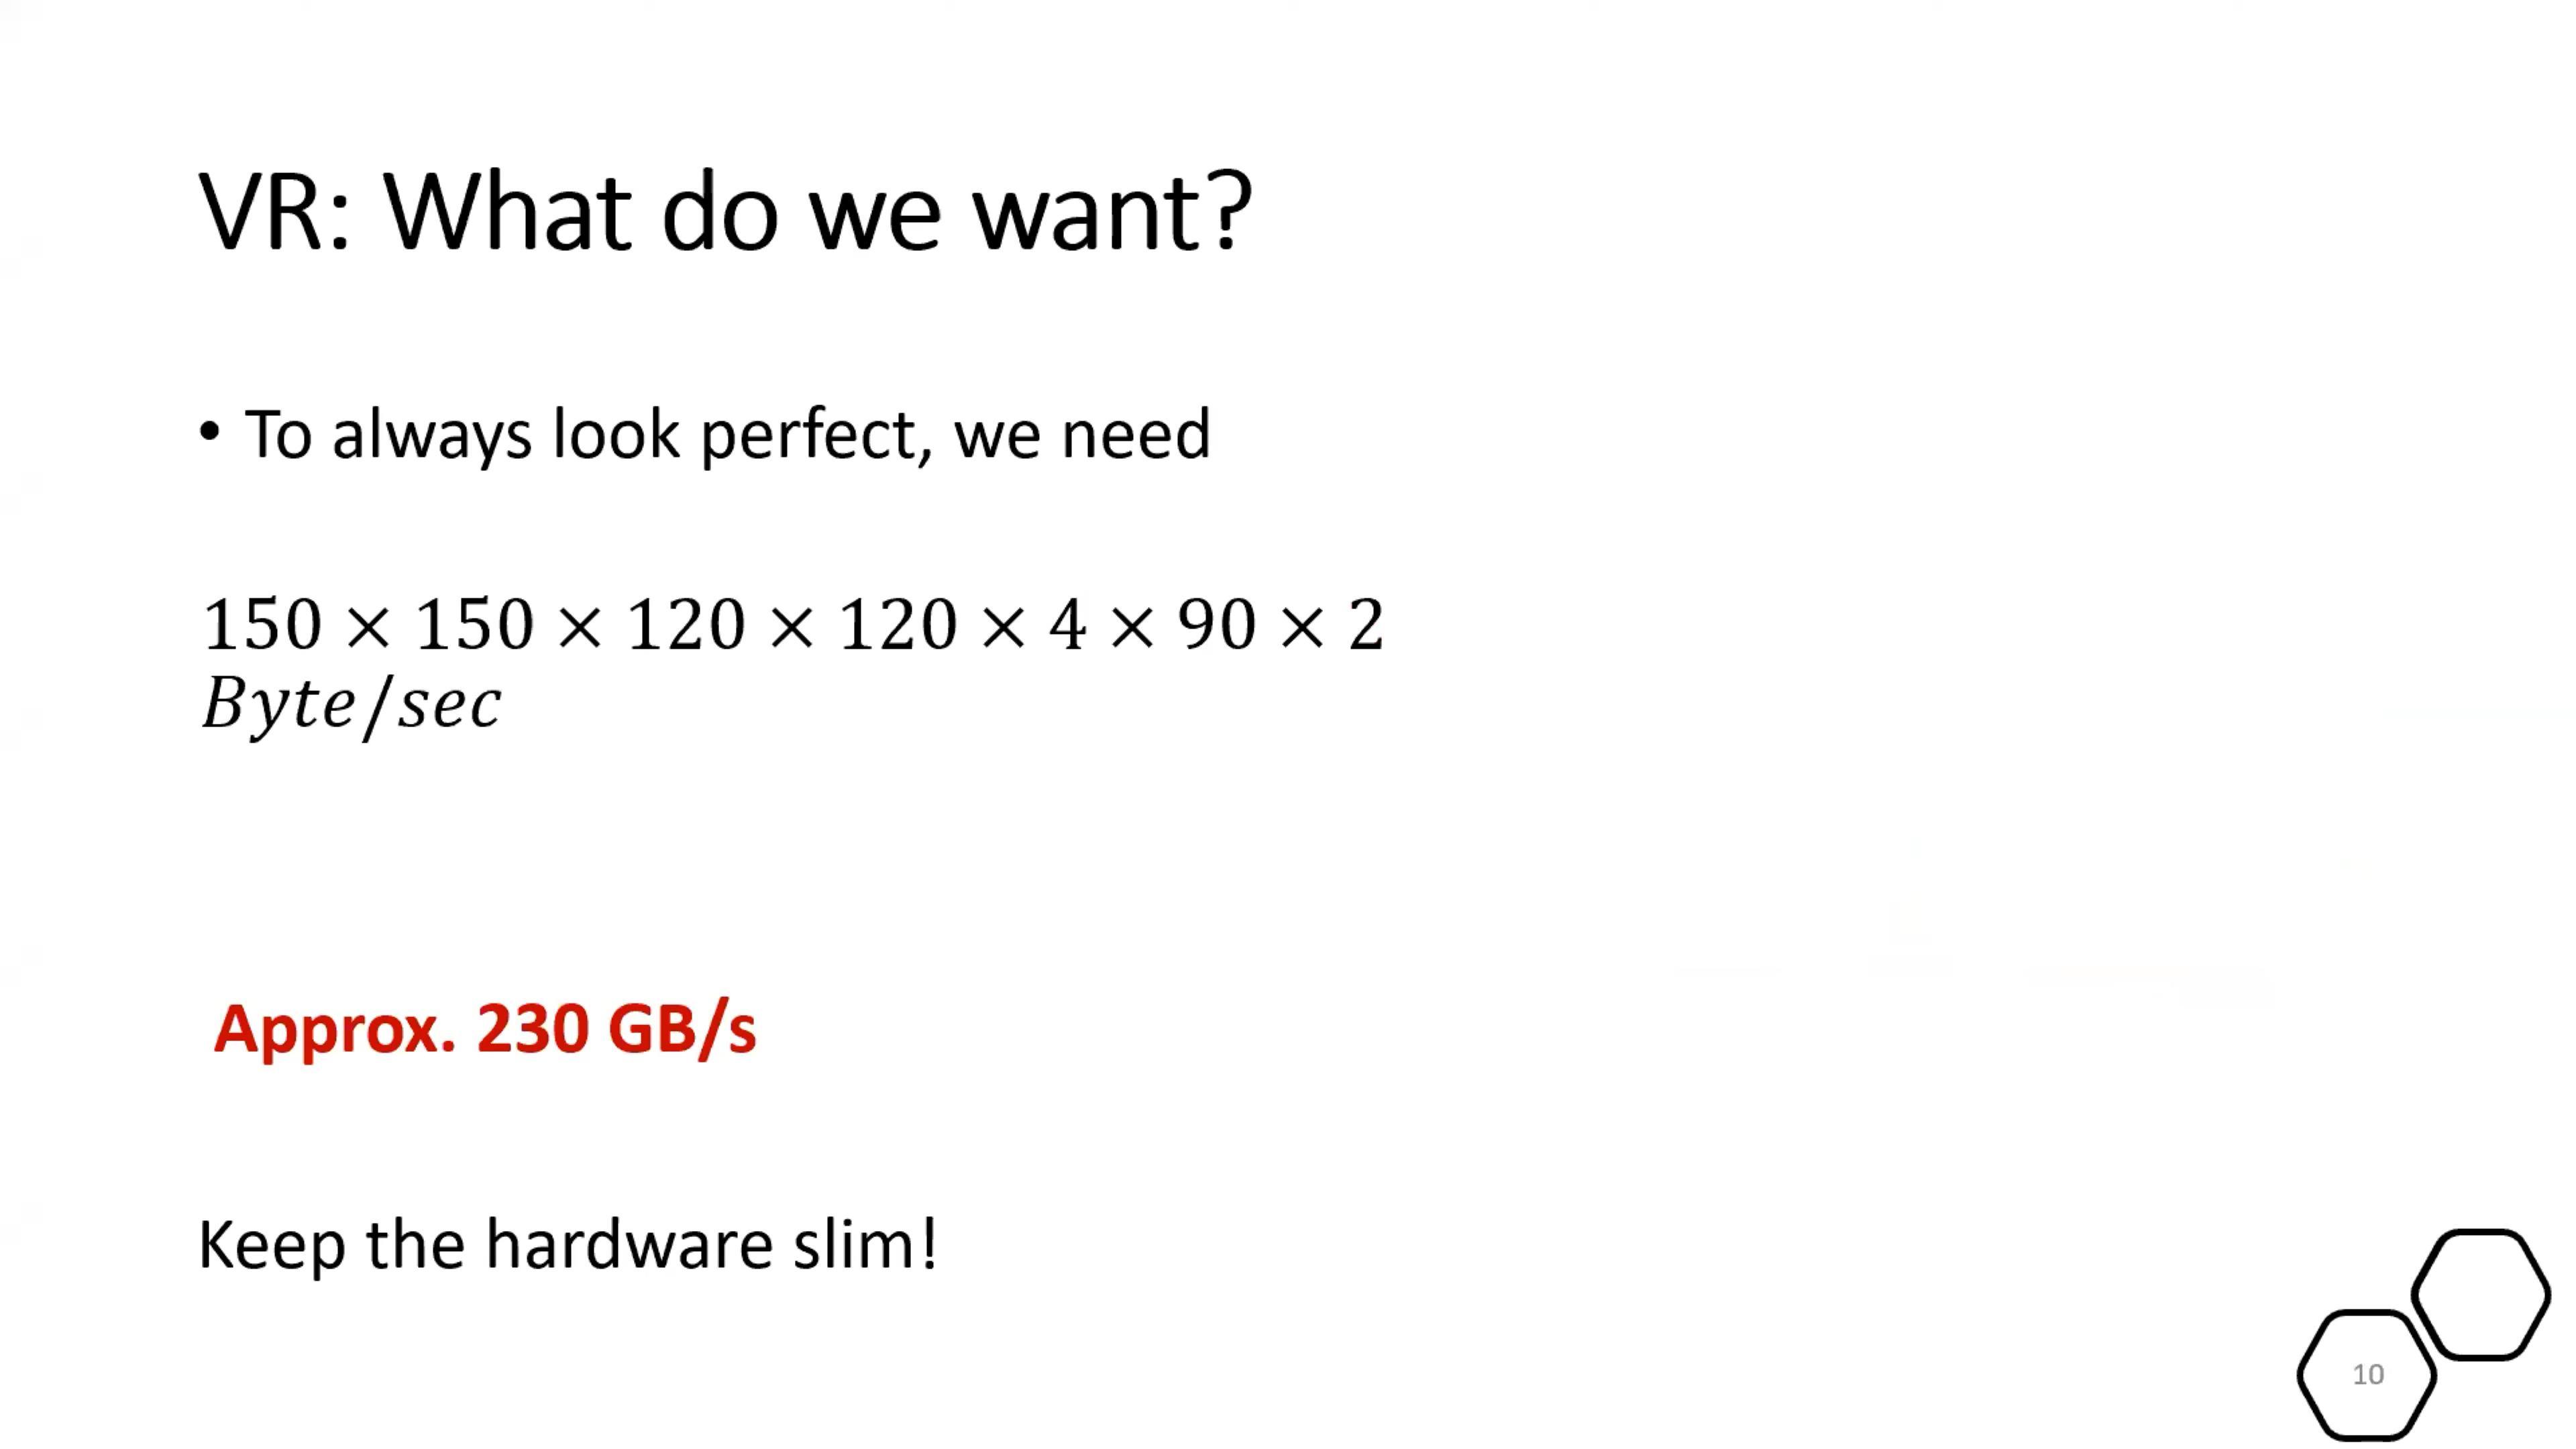 VR: What do we want?
• To always look perfect, we need
150 × 150 × 120 × 120 × 4 × 90 × 2
Byte/sec
Approx. 230 GB/s
Keep the hardware slim!
10